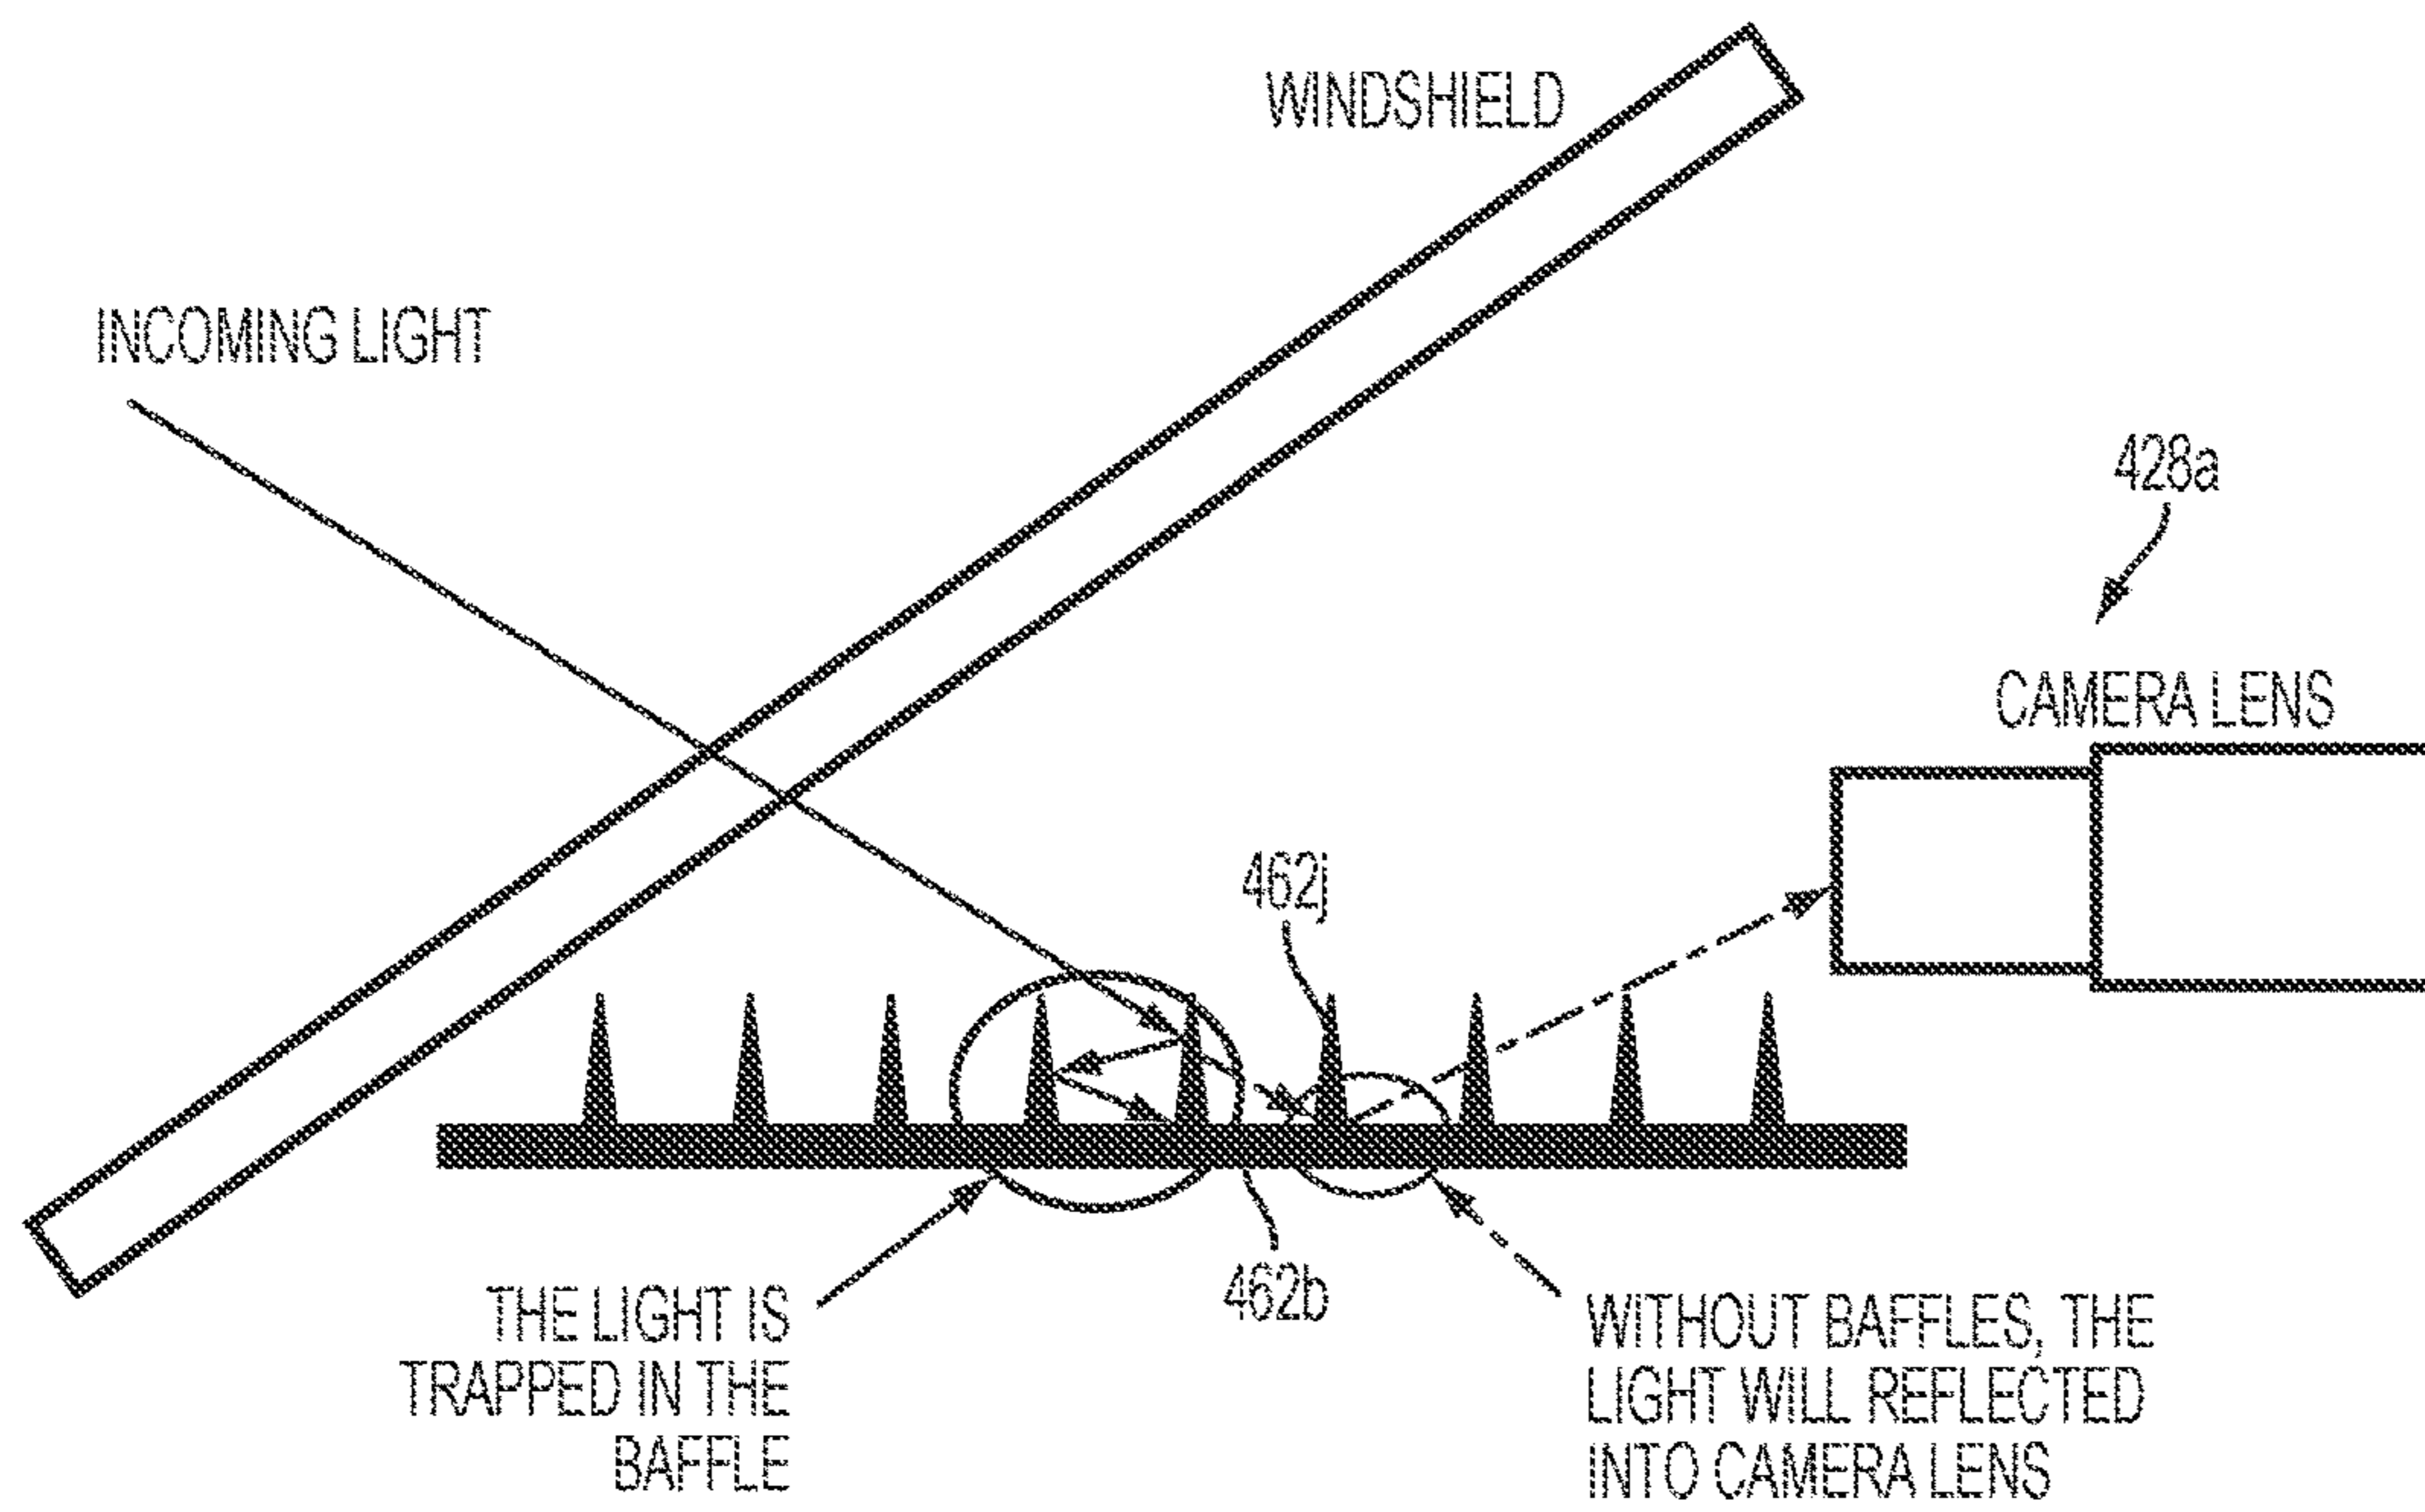 WINDSHIELD
INCOMING LIGHT
428a
CAMERA LENS
462j
462b
THE LIGHT IS
TRAPPED IN THE
BAFFLE
WITHOUT BAFFLES, THE
LIGHT WILL REFLECTED
INTO CAMERA LENS